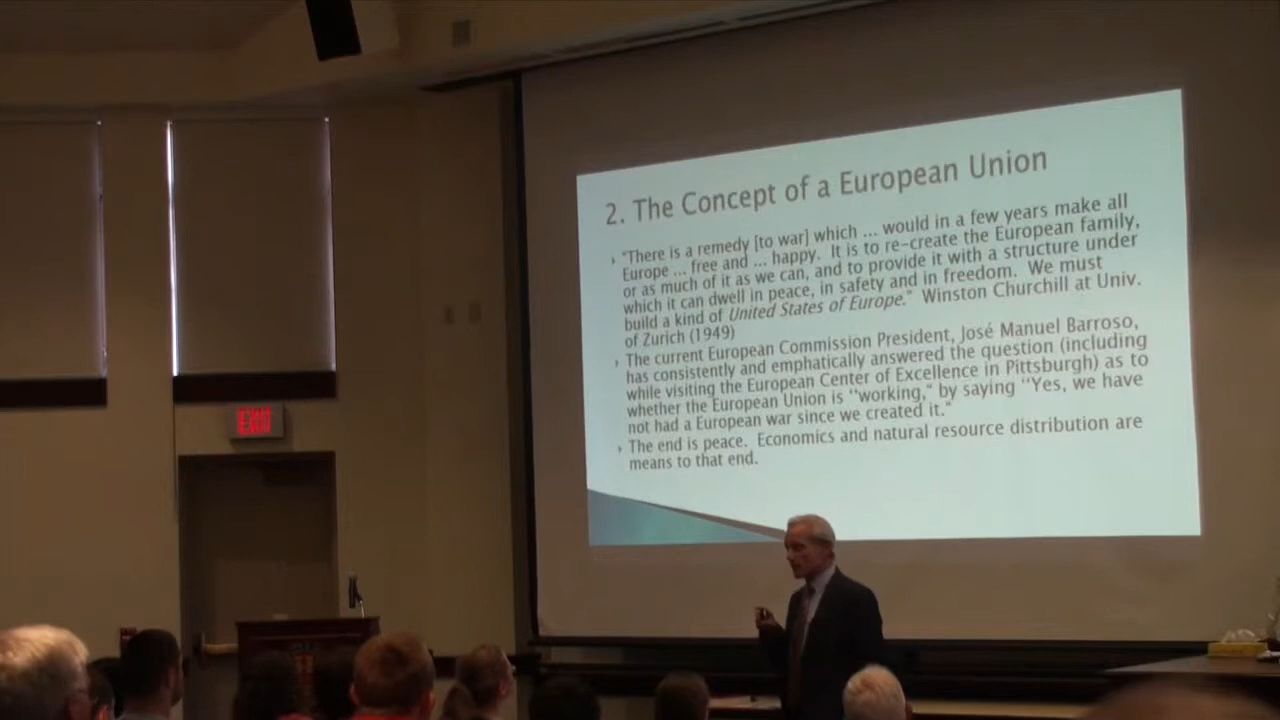 2. The Concept of a European Union
"There is a remedy [to war] which ... would in a few years make all
Europe ... free and ... happy. It is to re-create the European family,
or as much of it as we can, and to provide it with a structure under
which it can dwell in peace, in safety and in freedom. We must
build a kind of United States of Europe." Winston Churchill at Univ.
of Zurich (1949)
The current European Commission President, José Manuel Barroso,
has consistently and emphatically answered the question (including
while visiting the European Center of Excellence in Pittsburgh) as to
whether the European Union is "working," by saying "Yes, we have
not had a European war since we created it."
The end is peace. Economics and natural resource distribution are
means to that end.